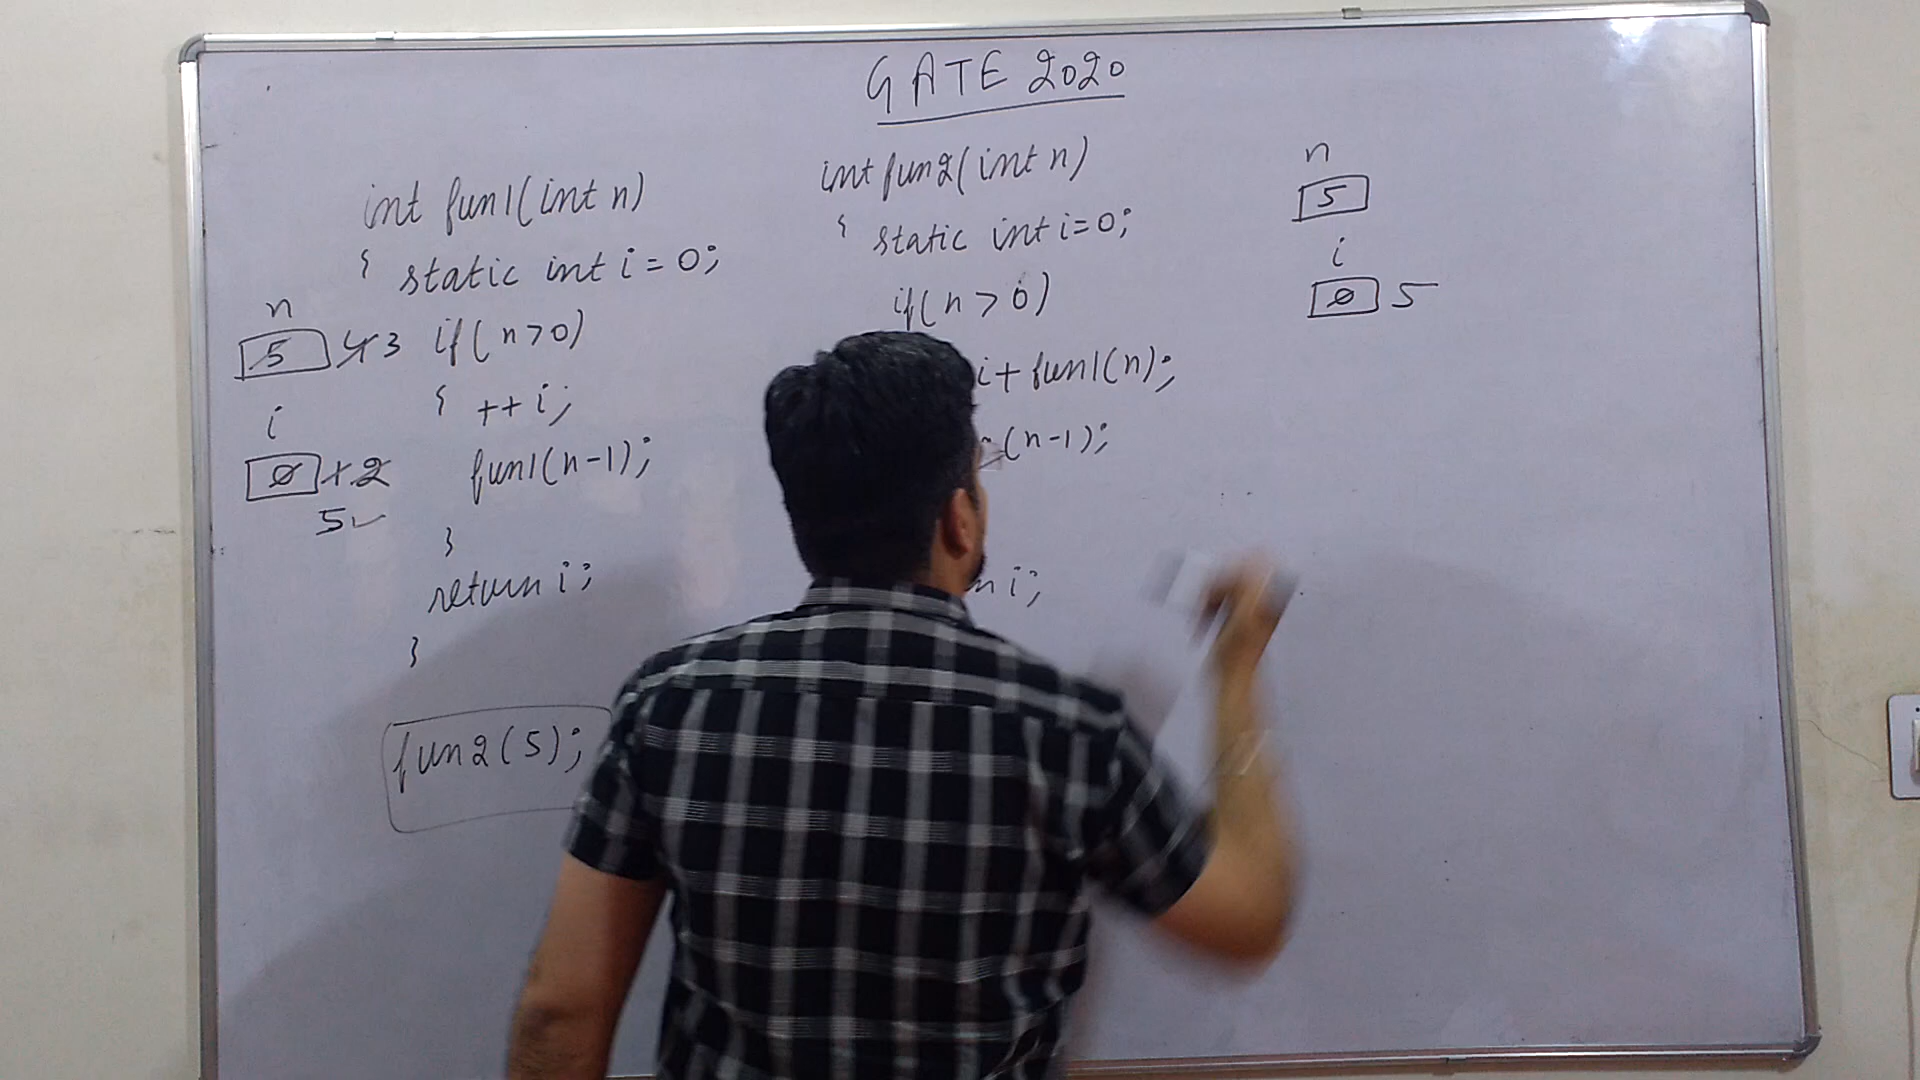 GATE 2020
int fun1(int n)
{ static int i = 0;
if(n>0)
{ ++i;
fun1(n-1);
}
return i;
}
fun2(5);
n
5 4 3
i
0 1 2
5
int fun2(int n)
{ static int i=0;
if(n>0)
i+fun1(n);
(n-1);
i;
n
5
i
0 5